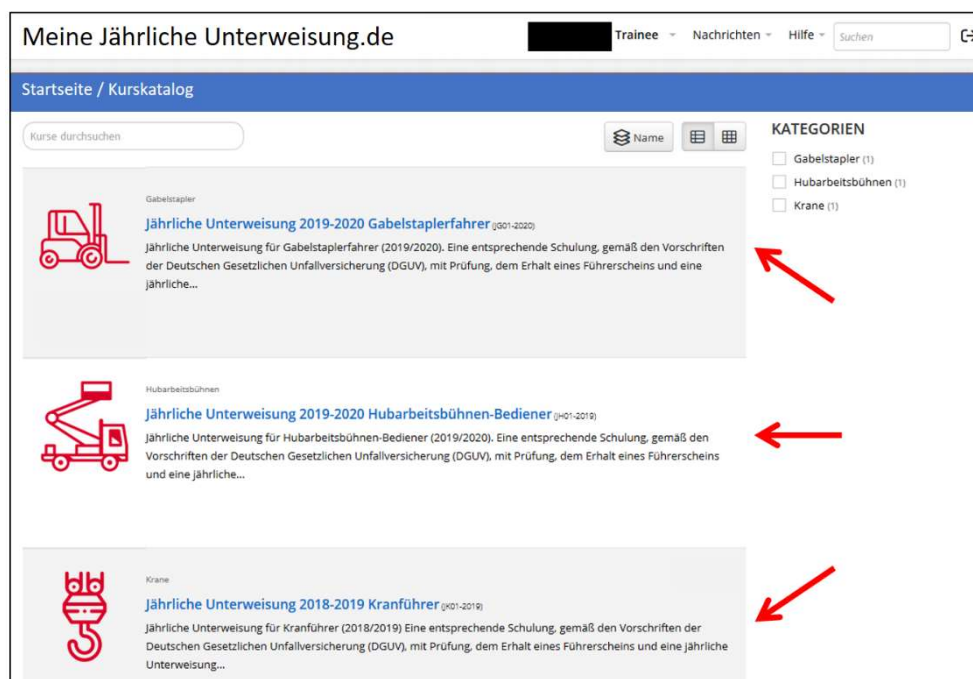 Meine Jährliche Unterweisung.de
Trainee
Nachrichten
Hilfe
Suchen
Startseite / Kurskatalog
Kurse durchsuchen
Name
KATEGORIEN
Gabelstapler (1)
Hubarbeitsbühnen (1)
Krane (1)
Gabelstapler
Jährliche Unterweisung 2019-2020 Gabelstaplerfahrer (JG01-2020)
Jährliche Unterweisung für Gabelstaplerfahrer (2019/2020). Eine entsprechende Schulung, gemäß den Vorschriften
der Deutschen Gesetzlichen Unfallversicherung (DGUV), mit Prüfung, dem Erhalt eines Führerscheins und eine
jährliche...
Hubarbeitsbühnen
Jährliche Unterweisung 2019-2020 Hubarbeitsbühnen-Bediener (JH01-2019)
Jährliche Unterweisung für Hubarbeitsbühnen-Bediener (2019/2020). Eine entsprechende Schulung, gemäß den
Vorschriften der Deutschen Gesetzlichen Unfallversicherung (DGUV), mit Prüfung, dem Erhalt eines Führerscheins
und eine jährliche...
Krane
Jährliche Unterweisung 2018-2019 Kranführer (JK01-2019)
Jährliche Unterweisung für Kranführer (2018/2019) Eine entsprechende Schulung, gemäß den Vorschriften der
Deutschen Gesetzlichen Unfallversicherung (DGUV), mit Prüfung, dem Erhalt eines Führerscheins und eine jährliche
Unterweisung...